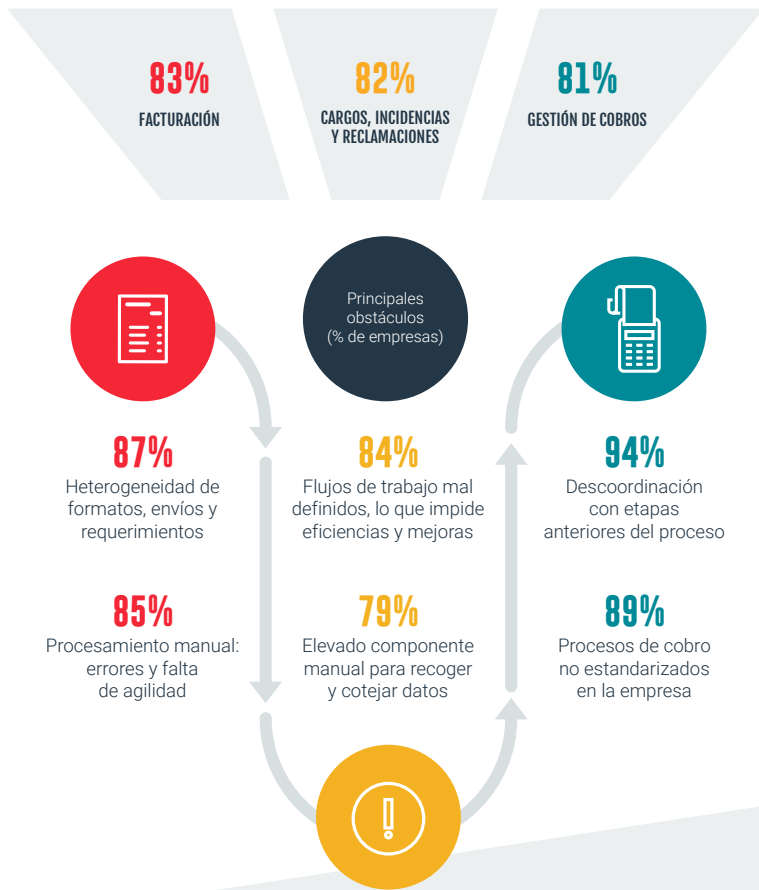 83%
FACTURACIÓN
82%
CARGOS, INCIDENCIAS
Y RECLAMACIONES
81%
GESTIÓN DE COBROS
Principales
obstáculos
(% de empresas)
87%
Heterogeneidad de
formatos, envíos y
requerimientos
84%
Flujos de trabajo mal
definidos, lo que impide
eficiencias y mejoras
94%
Descoordinación
con etapas
anteriores del proceso
85%
Procesamiento manual:
errores y falta
de agilidad
79%
Elevado componente
manual para recoger
y cotejar datos
89%
Procesos de cobro
no estandarizados
en la empresa